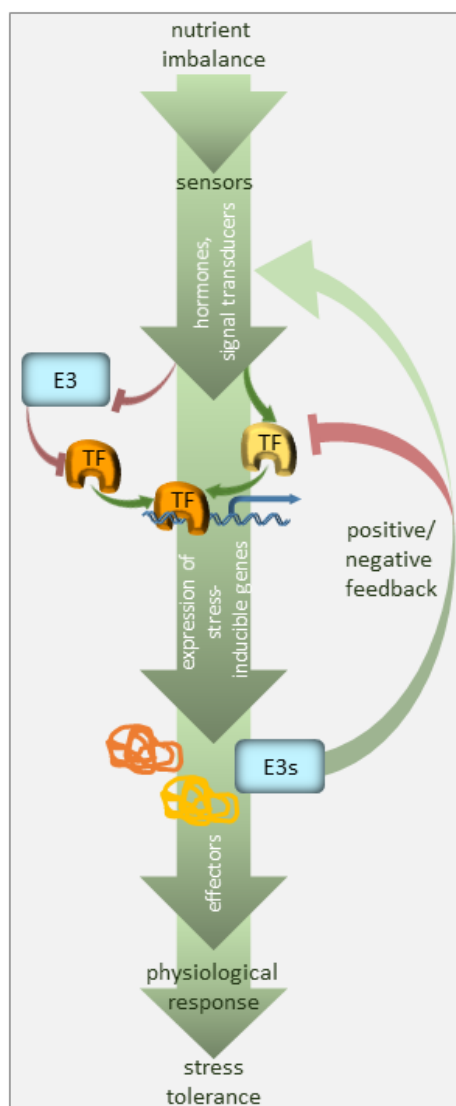 nutrient
imbalance
sensors
hormones,
signal transducers
E3
TF
TF
TF
expression of
stress-
inducible genes
positive/
negative
feedback
E3s
effectors
physiological
response
stress
tolerance